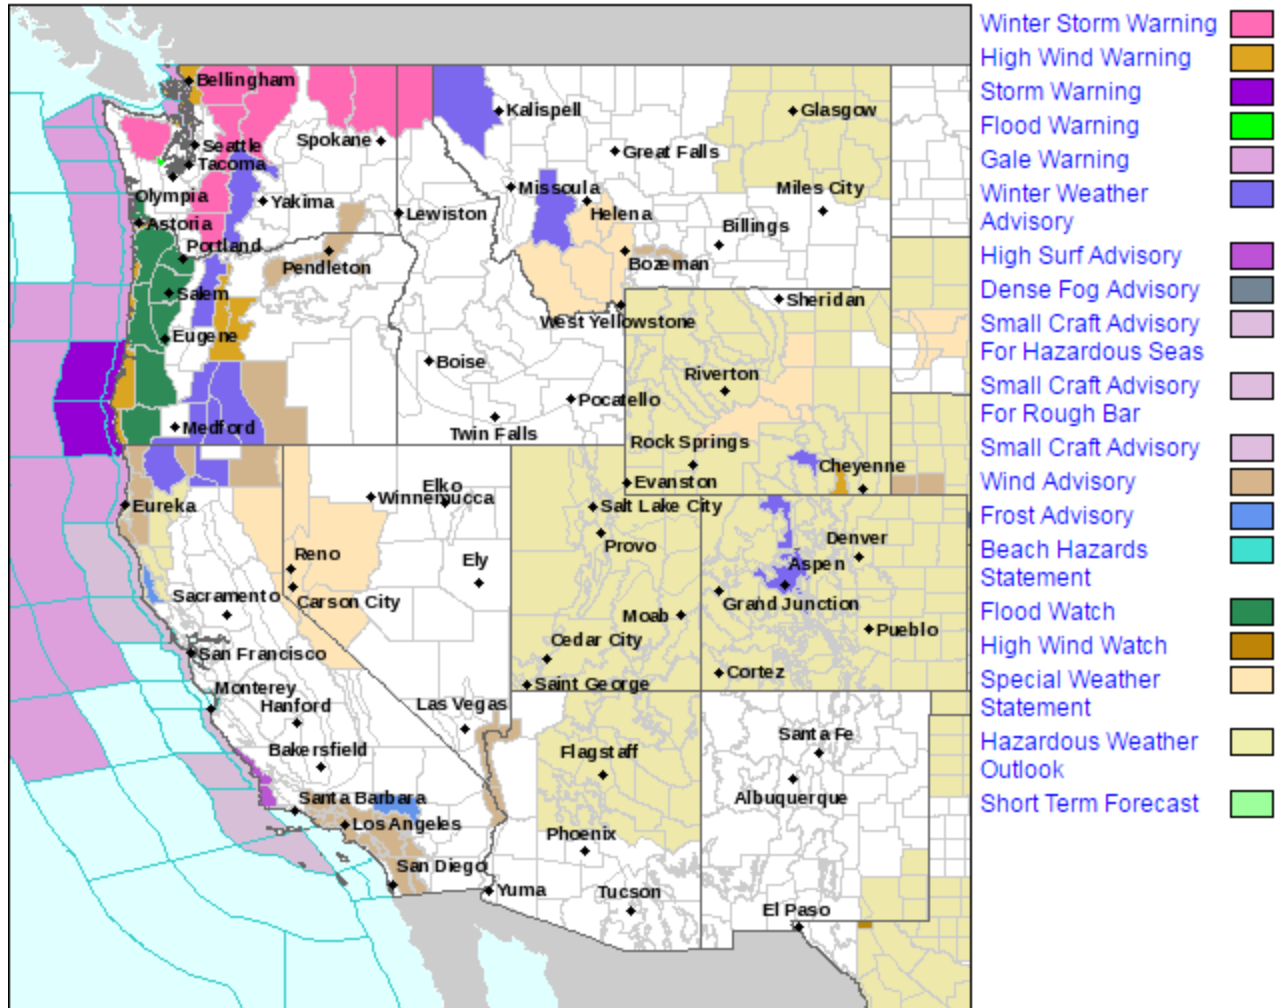 Bellingham
Seattle
Tacoma
Olympia
Astoria
Portland
Salem
Eugene
Medford
Spokane
Yakima
Pendleton
Lewiston
Kalispell
Great Falls
Missoula
Helena
Bozeman
Billings
Miles City
Glasgow
West Yellowstone
Sheridan
Boise
Pocatello
Twin Falls
Riverton
Rock Springs
Evanston
Cheyenne
Eureka
Elko
Winnemucca
Reno
Carson City
Ely
Salt Lake City
Provo
Moab
Cedar City
Saint George
Denver
Aspen
Grand Junction
Pueblo
Cortez
Sacramento
San Francisco
Monterey
Hanford
Bakersfield
Las Vegas
Santa Barbara
Los Angeles
San Diego
Yuma
Flagstaff
Phoenix
Tucson
Santa Fe
Albuquerque
El Paso
Winter Storm Warning
High Wind Warning
Storm Warning
Flood Warning
Gale Warning
Winter Weather
Advisory
High Surf Advisory
Dense Fog Advisory
Small Craft Advisory
For Hazardous Seas
Small Craft Advisory
For Rough Bar
Small Craft Advisory
Wind Advisory
Frost Advisory
Beach Hazards
Statement
Flood Watch
High Wind Watch
Special Weather
Statement
Hazardous Weather
Outlook
Short Term Forecast